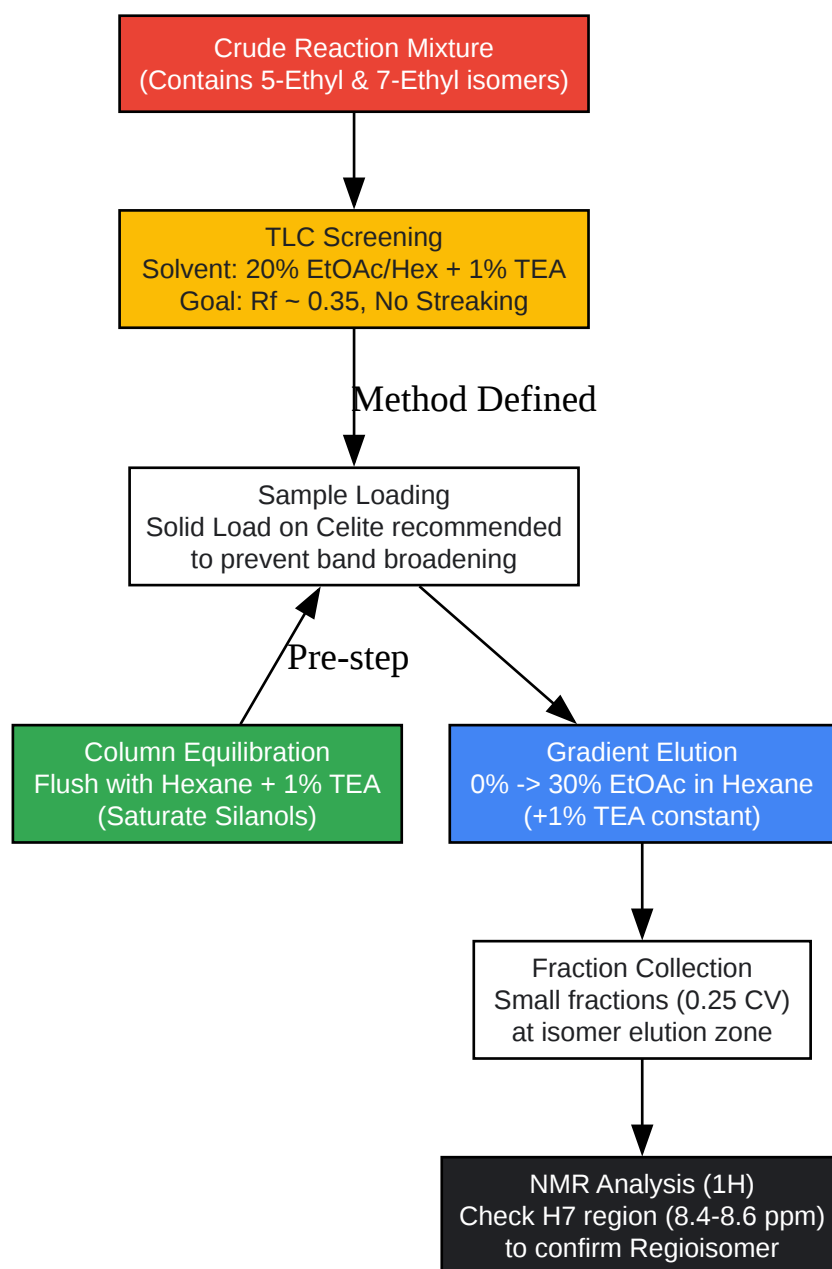 Crude Reaction Mixture
(Contains 5-Ethyl & 7-Ethyl isomers)
TLC Screening
Solvent: 20% EtOAc/Hex + 1% TEA
Goal: Rf ~ 0.35, No Streaking
Method Defined
Sample Loading
Solid Load on Celite recommended
to prevent band broadening
Pre-step
Column Equilibration
Flush with Hexane + 1% TEA
(Saturate Silanols)
Gradient Elution
0% -> 30% EtOAc in Hexane
(+1% TEA constant)
Fraction Collection
Small fractions (0.25 CV)
at isomer elution zone
NMR Analysis (1H)
Check H7 region (8.4-8.6 ppm)
to confirm Regioisomer